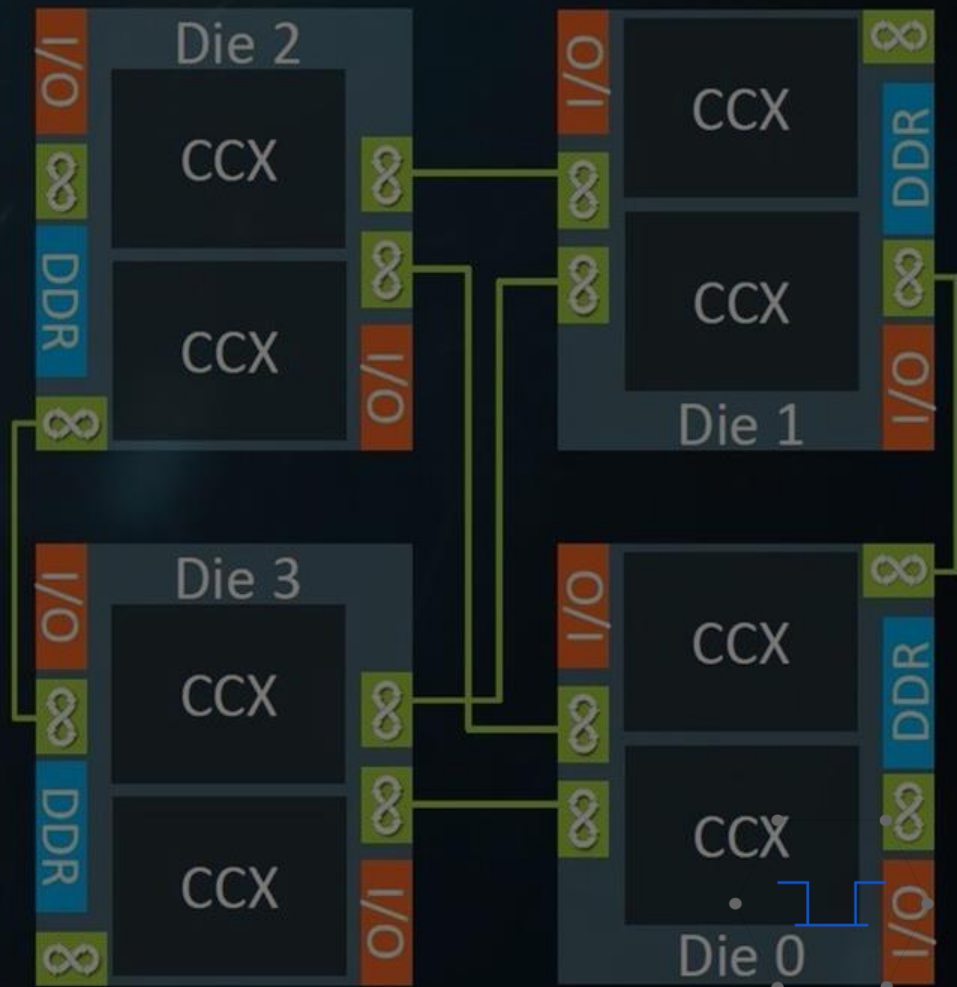 I/O
Die 2
CCX
DDR
CCX
I/O
I/O
CCX
DDR
CCX
I/O
Die 1
I/O
Die 3
CCX
DDR
CCX
I/O
I/O
CCX
DDR
CCX
I/O
Die 0